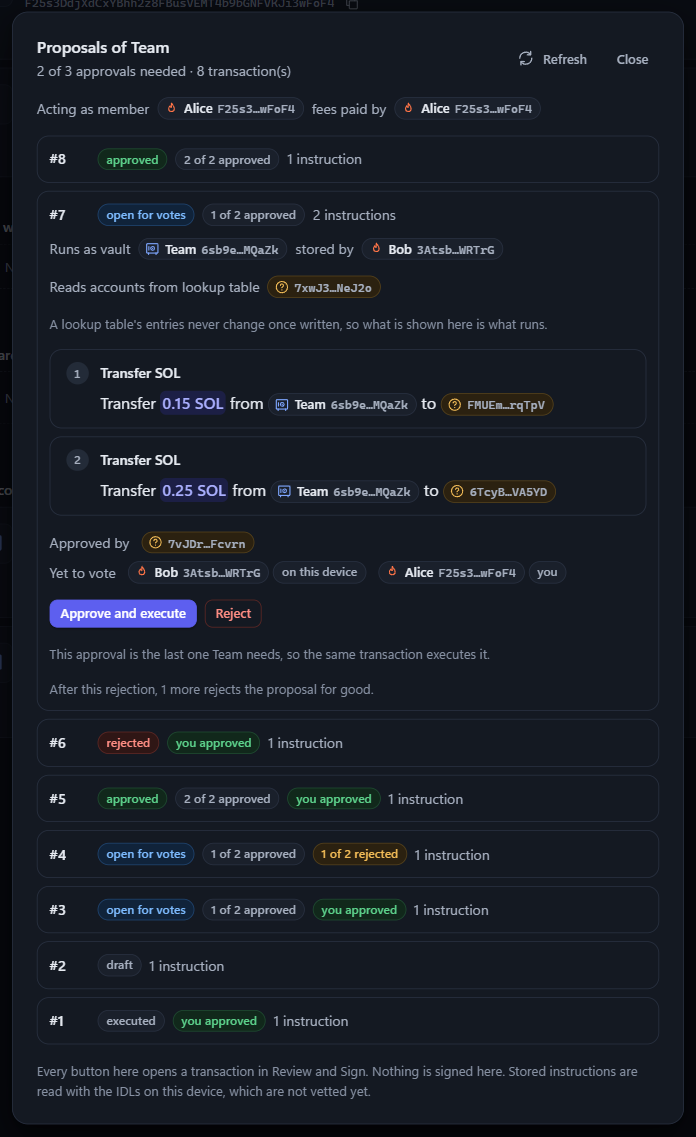 F25s3DdjXdCxYBhh2z8FBusVEMT4b9bGNFVRJi3wFoF4
Proposals of Team
2 of 3 approvals needed · 8 transaction(s)
Refresh
Close
Acting as member Alice F25s3…wFoF4 fees paid by Alice F25s3…wFoF4
#8 approved 2 of 2 approved 1 instruction
#7 open for votes 1 of 2 approved 2 instructions
Runs as vault Team 6sb9e…MQaZk stored by Bob 3Atsb…WRTrG
Reads accounts from lookup table 7xwJ3…NeJ2o
A lookup table's entries never change once written, so what is shown here is what runs.
1 Transfer SOL
Transfer 0.15 SOL from Team 6sb9e…MQaZk to FMUEm…rqTpV
2 Transfer SOL
Transfer 0.25 SOL from Team 6sb9e…MQaZk to 6TcyB…VA5YD
Approved by 7vJDr…Fcvrn
Yet to vote Bob 3Atsb…WRTrG on this device Alice F25s3…wFoF4 you
Approve and execute Reject
This approval is the last one Team needs, so the same transaction executes it.
After this rejection, 1 more rejects the proposal for good.
#6 rejected you approved 1 instruction
#5 approved 2 of 2 approved you approved 1 instruction
#4 open for votes 1 of 2 approved 1 of 2 rejected 1 instruction
#3 open for votes 1 of 2 approved you approved 1 instruction
#2 draft 1 instruction
#1 executed you approved 1 instruction
Every button here opens a transaction in Review and Sign. Nothing is signed here. Stored instructions are
read with the IDLs on this device, which are not vetted yet.